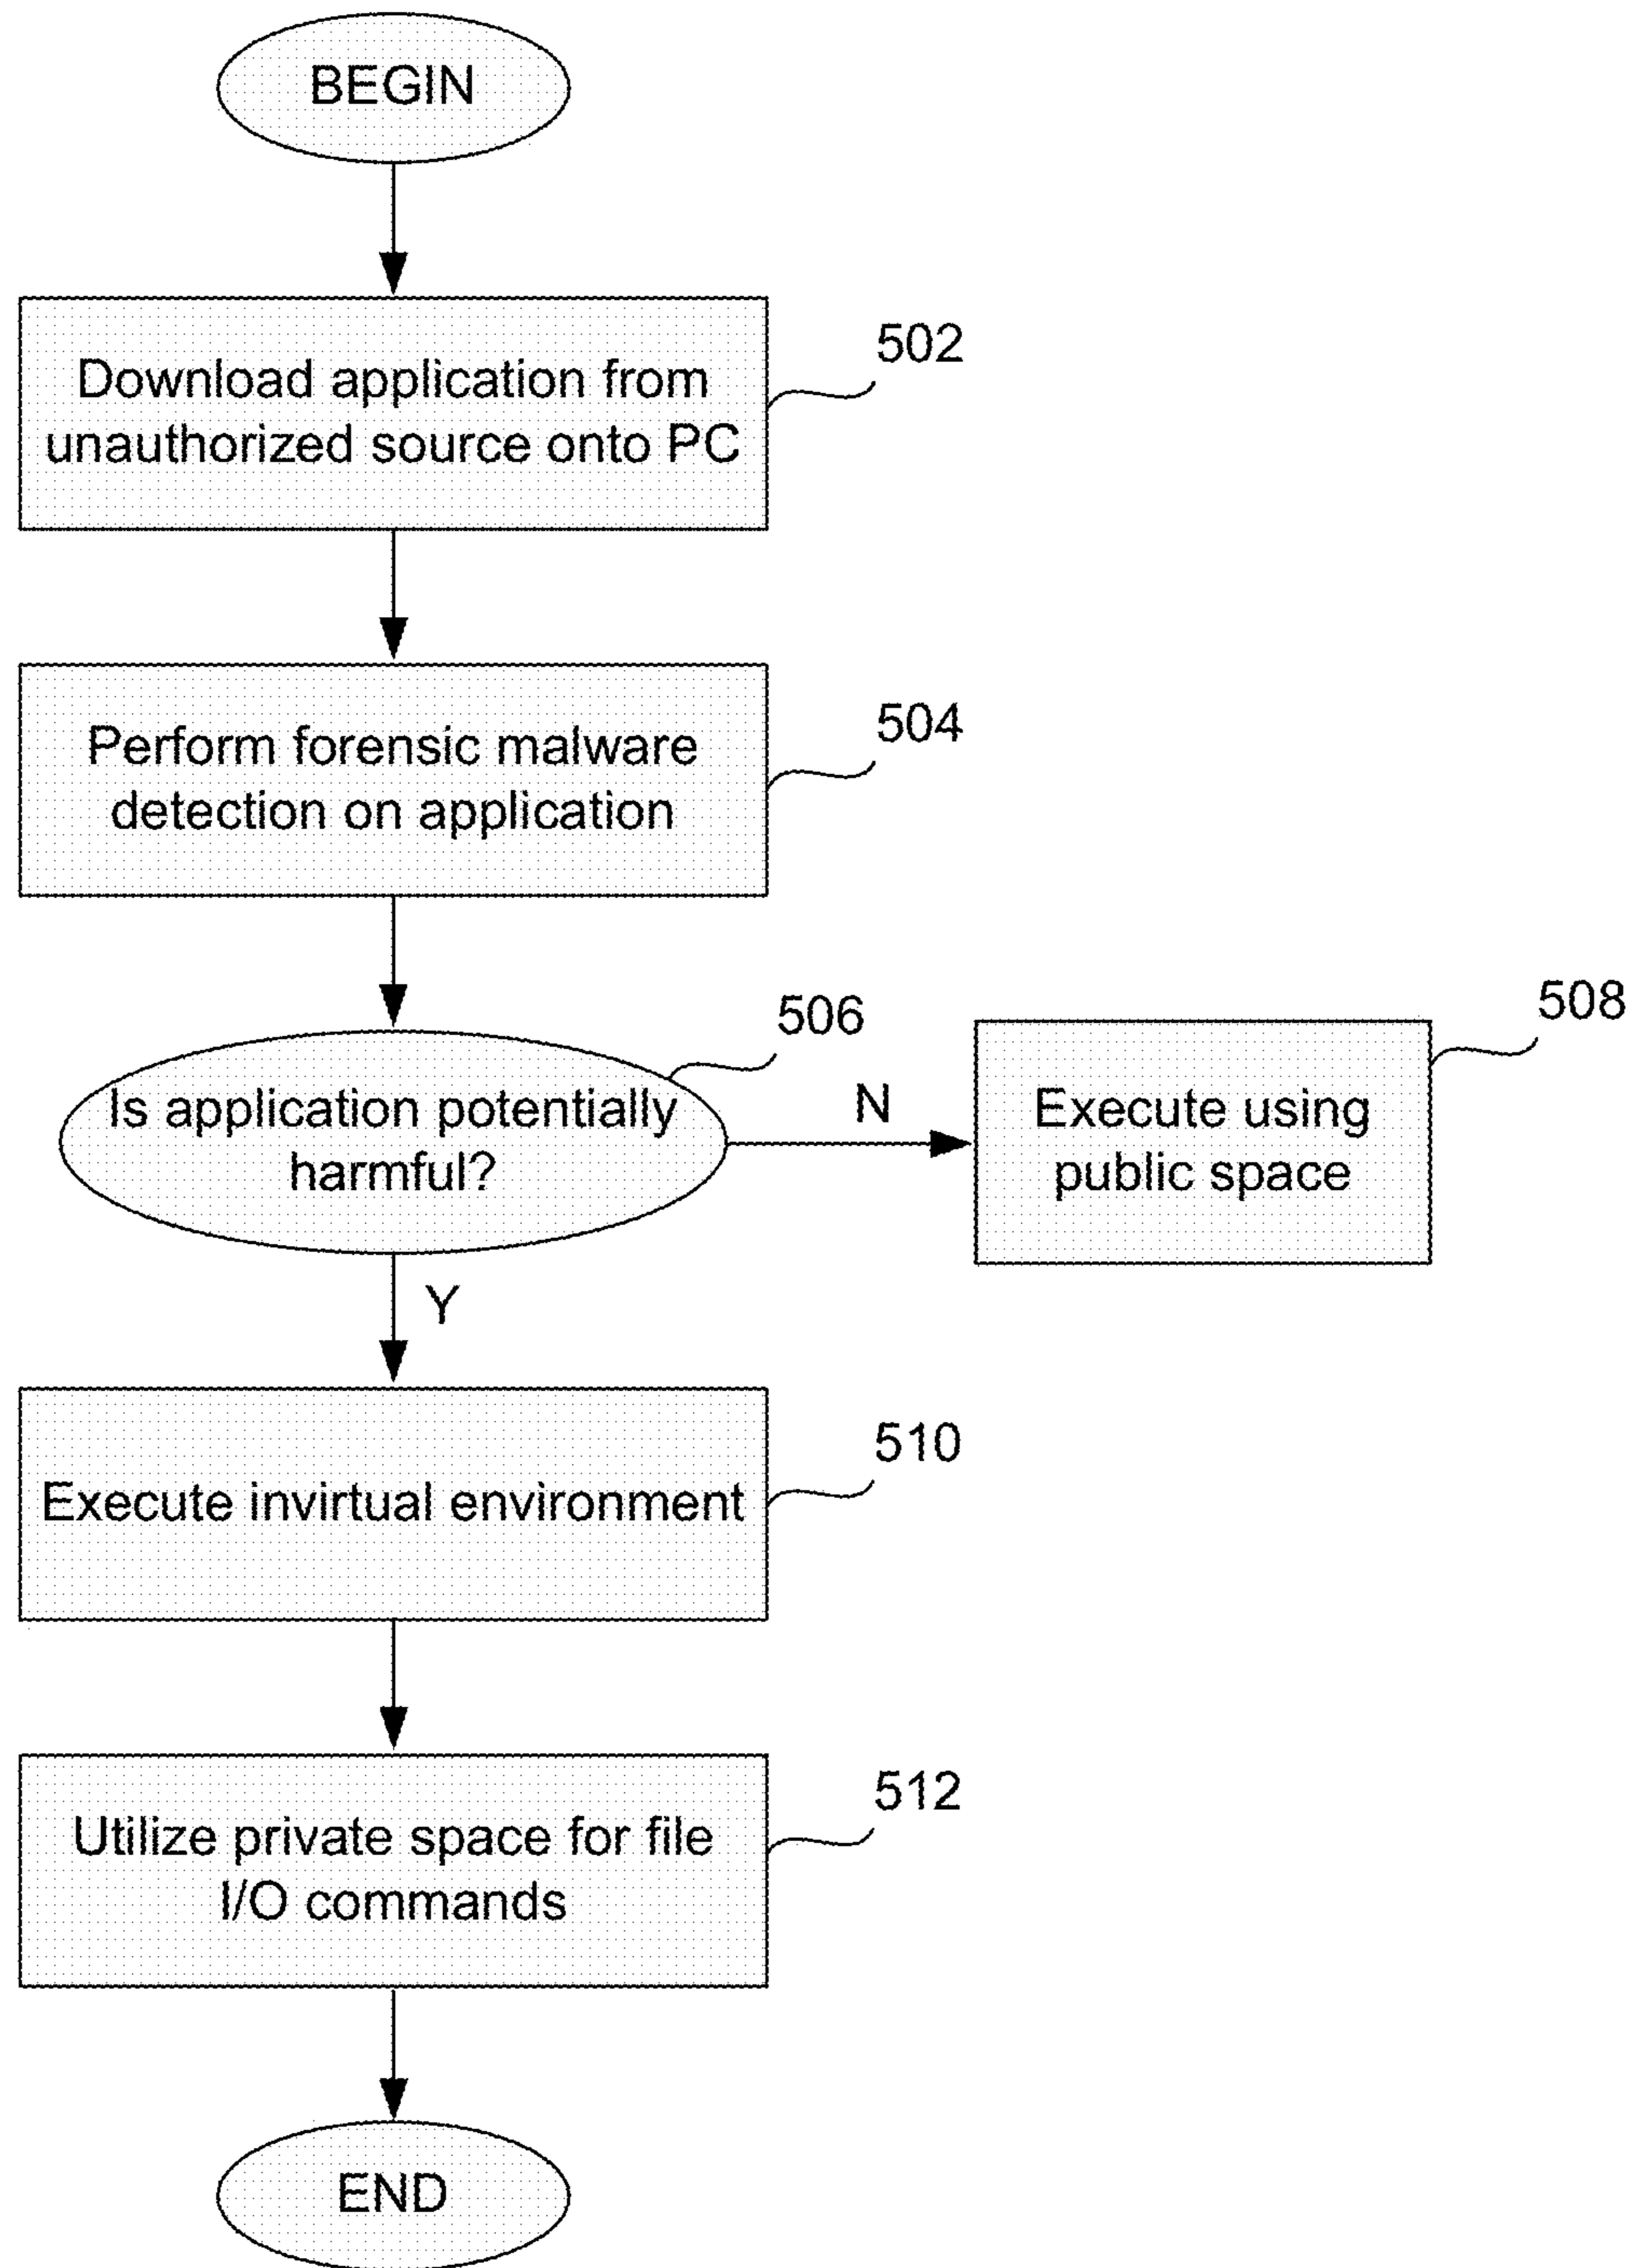 BEGIN
502
Download application from
unauthorized source onto PC
504
Perform forensic malware
detection on application
506
508
Is application potentially
harmful?
N
Execute using
public space
Y
510
Execute invirtual environment
512
Utilize private space for file
I/O commands
END